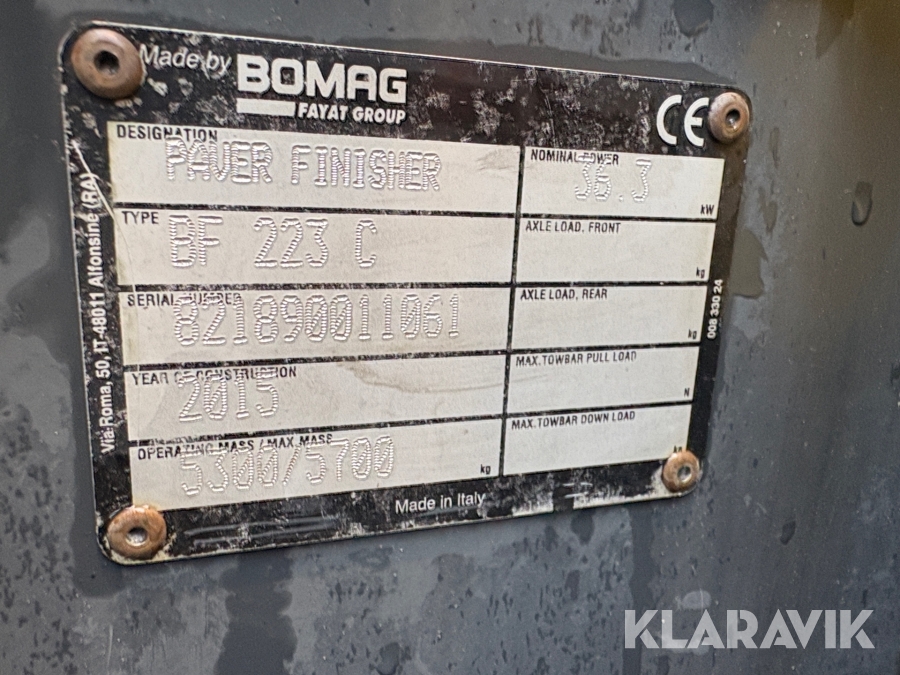 Made by BOMAG
FAYAT GROUP
CE
DESIGNATION
PAVER FINISHER
NOMINAL POWER
36.3
kW
TYPE
BF 223 C
AXLE LOAD, FRONT
kg
SERIAL NUMBER
821890011061
AXLE LOAD, REAR
kg
YEAR OF CONSTRUCTION
2015
MAX. TOWBAR PULL LOAD
N
OPERATING MASS / MAX. MASS
5300/5700
kg
MAX. TOWBAR DOWN LOAD
kg
Made in Italy
Via Roma, 50, IT-48011 Alfonsine (RA)
008 330 24
KLARAVIK